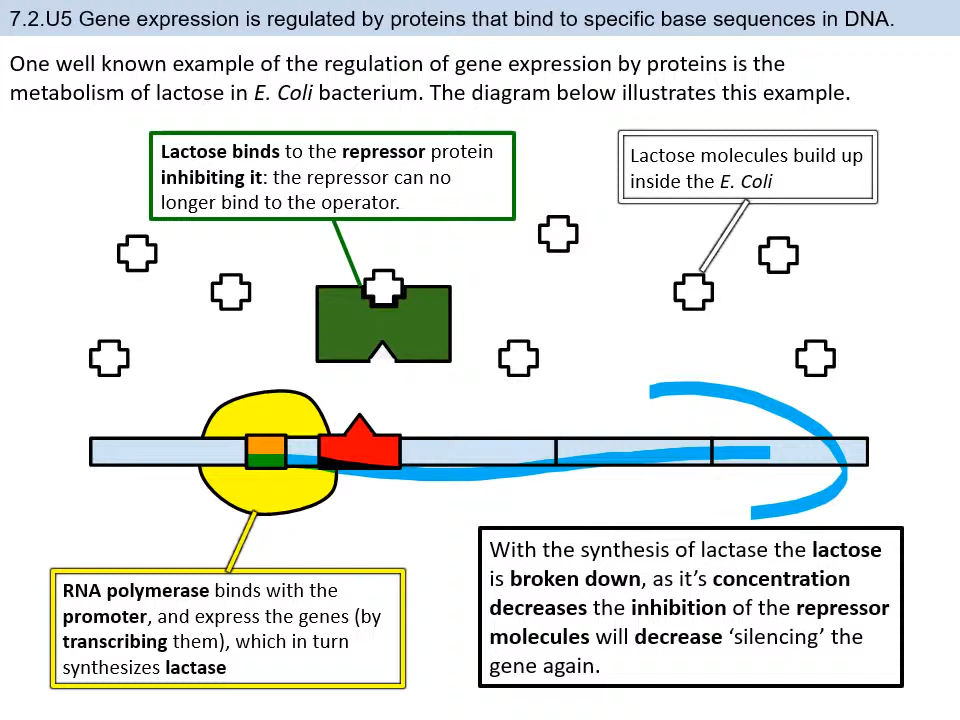 7.2.U5 Gene expression is regulated by proteins that bind to specific base sequences in DNA.
One well known example of the regulation of gene expression by proteins is the
metabolism of lactose in E. Coli bacterium. The diagram below illustrates this example.
Lactose binds to the repressor protein
inhibiting it: the repressor can no
longer bind to the operator.
Lactose molecules build up
inside the E. Coli
RNA polymerase binds with the
promoter, and express the genes (by
transcribing them), which in turn
synthesizes lactase
With the synthesis of lactase the lactose
is broken down, as it's concentration
decreases the inhibition of the repressor
molecules will decrease ‘silencing’ the
gene again.